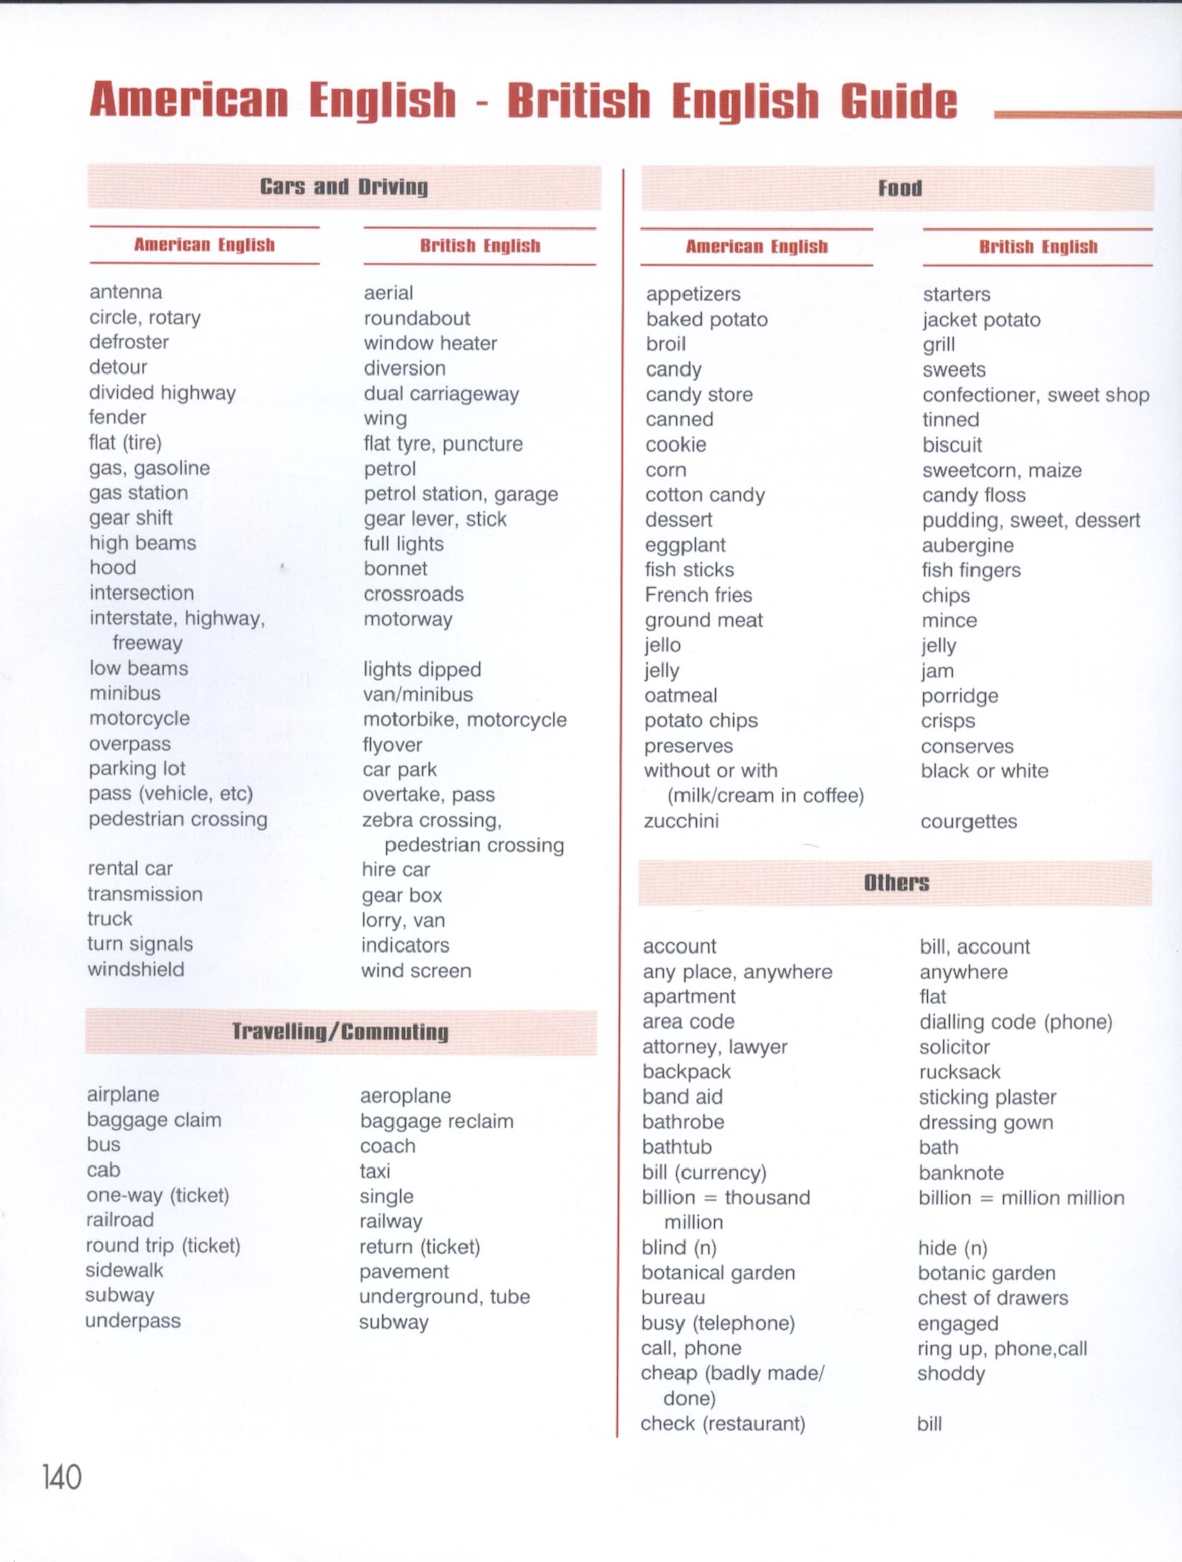 American English - British English Guide
Cars and Driving
American English British English
antenna aerial
circle, rotary roundabout
defroster window heater
detour diversion
divided highway dual carriageway
fender wing
flat (tire) flat tyre, puncture
gas, gasoline petrol
gas station petrol station, garage
gear shift gear lever, stick
high beams full lights
hood bonnet
intersection crossroads
interstate, highway, motorway
freeway
low beams lights dipped
minibus van/minibus
motorcycle motorbike, motorcycle
overpass flyover
parking lot car park
pass (vehicle, etc) overtake, pass
pedestrian crossing zebra crossing,
pedestrian crossing
rental car hire car
transmission gear box
truck lorry, van
turn signals indicators
windshield wind screen
Travelling/Commuting
airplane aeroplane
baggage claim baggage reclaim
bus coach
cab taxi
one-way (ticket) single
railroad railway
round trip (ticket) return (ticket)
sidewalk pavement
subway underground, tube
underpass subway
Food
American English British English
appetizers starters
baked potato jacket potato
broil grill
candy sweets
candy store confectioner, sweet shop
canned tinned
cookie biscuit
corn sweetcorn, maize
cotton candy candy floss
dessert pudding, sweet, dessert
eggplant aubergine
fish sticks fish fingers
French fries chips
ground meat mince
jello jelly
jelly jam
oatmeal porridge
potato chips crisps
preserves conserves
without or with black or white
(milk/cream in coffee)
zucchini courgettes
Others
account bill, account
any place, anywhere anywhere
apartment flat
area code dialling code (phone)
attorney, lawyer solicitor
backpack rucksack
band aid sticking plaster
bathrobe dressing gown
bathtub bath
bill (currency) banknote
billion = thousand billion = million million
million
blind (n) hide (n)
botanical garden botanic garden
bureau chest of drawers
busy (telephone) engaged
call, phone ring up, phone,call
cheap (badly made/ shoddy
done)
check (restaurant) bill
140